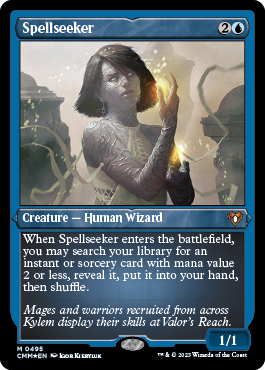 Spellseeker 2
Creature — Human Wizard
When Spellseeker enters the battlefield,
you may search your library for an
instant or sorcery card with mana value
2 or less, reveal it, put it into your hand,
then shuffle.
Mages and warriors recruited from across
Kylem display their skills at Valor's Reach.
1/1
M 0495
CMM★EN Igor Kieryluk ™ & © 2023 Wizards of the Coast